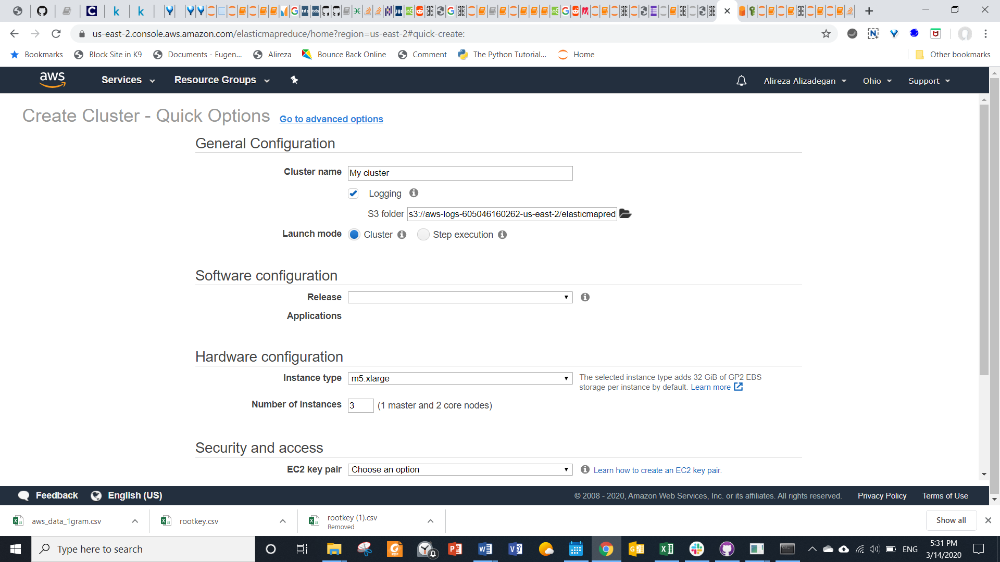 us-east-2.console.aws.amazon.com/elasticmapreduce/home?region=us-east-2#quick-create:
Bookmarks Block Site in K9 Documents - Eugen... Alireza Bounce Back Online Comment The Python Tutorial... Home Other bookmarks
aws Services Resource Groups Alireza Alizadegan Ohio Support
Create Cluster - Quick Options Go to advanced options
General Configuration
Cluster name My cluster
Logging
S3 folder s3://aws-logs-605046160262-us-east-2/elasticmapred
Launch mode Cluster Step execution
Software configuration
Release
Applications
Hardware configuration
Instance type m5.xlarge The selected instance type adds 32 GiB of GP2 EBS
storage per instance by default. Learn more
Number of instances 3 (1 master and 2 core nodes)
Security and access
EC2 key pair Choose an option Learn how to create an EC2 key pair.
Feedback English (US) © 2008 - 2020, Amazon Web Services, Inc. or its affiliates. All rights reserved. Privacy Policy Terms of Use
aws_data_1gram.csv rootkey.csv rootkey (1).csv Show all
Removed
Type here to search ENG 5:31 PM
3/14/2020